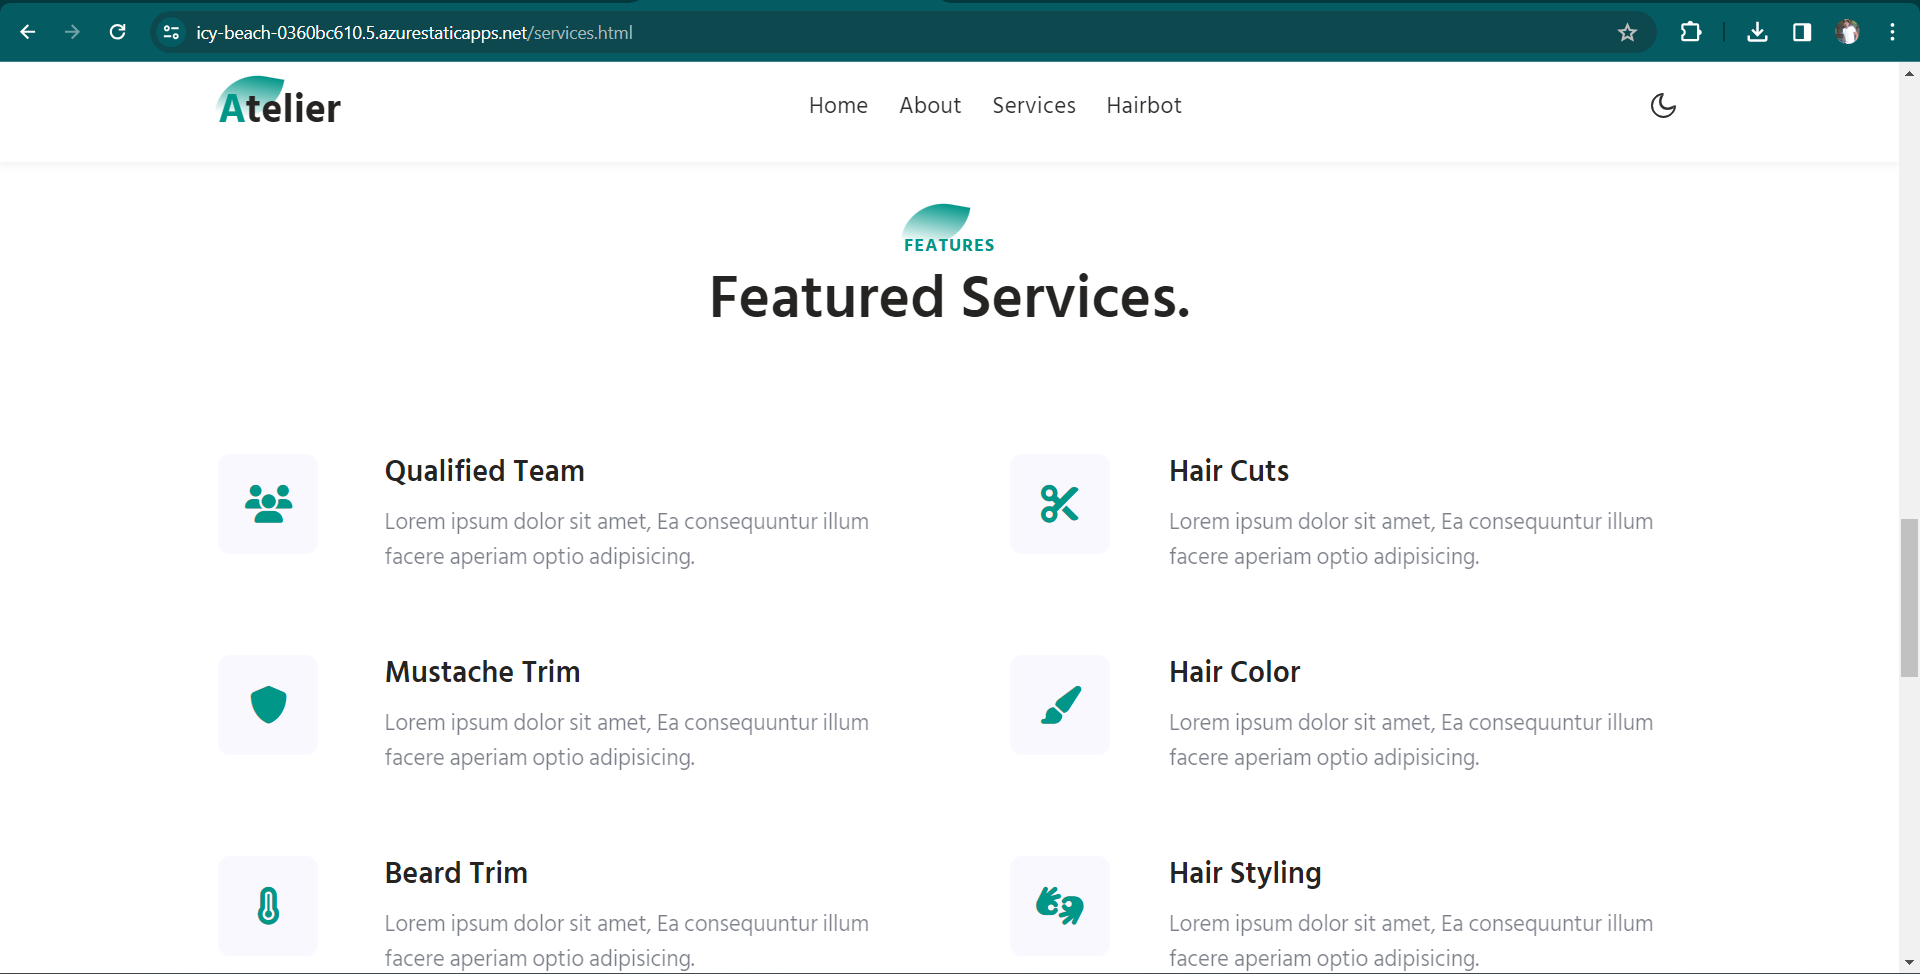 icy-beach-0360bc610.5.azurestaticapps.net/services.html
Atelier
Home About Services Hairbot
FEATURES
Featured Services.
Qualified Team
Lorem ipsum dolor sit amet, Ea consequuntur illum
facere aperiam optio adipisicing.
Hair Cuts
Lorem ipsum dolor sit amet, Ea consequuntur illum
facere aperiam optio adipisicing.
Mustache Trim
Lorem ipsum dolor sit amet, Ea consequuntur illum
facere aperiam optio adipisicing.
Hair Color
Lorem ipsum dolor sit amet, Ea consequuntur illum
facere aperiam optio adipisicing.
Beard Trim
Lorem ipsum dolor sit amet, Ea consequuntur illum
facere aperiam optio adipisicing.
Hair Styling
Lorem ipsum dolor sit amet, Ea consequuntur illum
facere aperiam optio adipisicing.